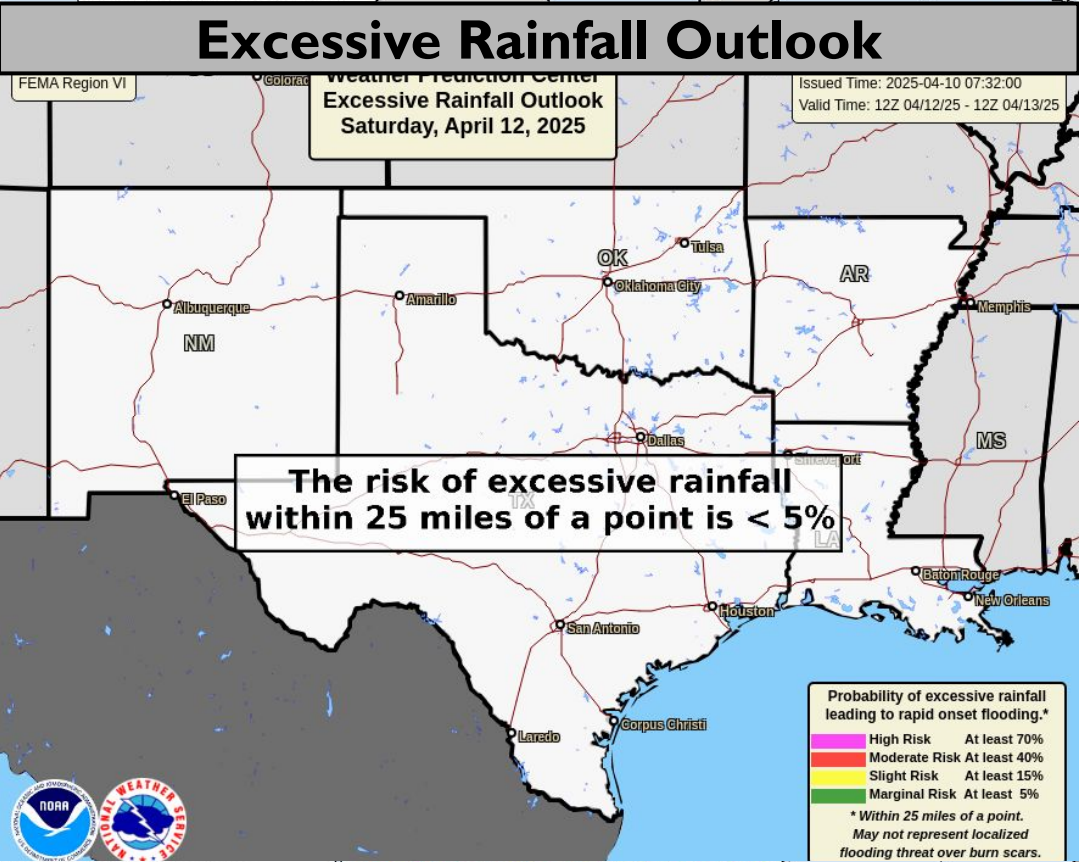 Excessive Rainfall Outlook
FEMA Region VI
Weather Prediction Center
Excessive Rainfall Outlook
Saturday, April 12, 2025
Issued Time: 2025-04-10 07:32:00
Valid Time: 12Z 04/12/25 - 12Z 04/13/25
Colorad
Tulsa
OK
Oklahoma City
AR
Amarillo
Albuquerque
Memphis
NM
Dallas
MS
Shreveport
The risk of excessive rainfall
within 25 miles of a point is < 5%
El Paso
TX
LA
Baton Rouge
New Orleans
Houston
San Antonio
Corpus Christi
Laredo
Probability of excessive rainfall
leading to rapid onset flooding.*
High Risk At least 70%
Moderate Risk At least 40%
Slight Risk At least 15%
Marginal Risk At least 5%
* Within 25 miles of a point.
May not represent localized
flooding threat over burn scars.
NOAA
NATIONAL WEATHER SERVICE